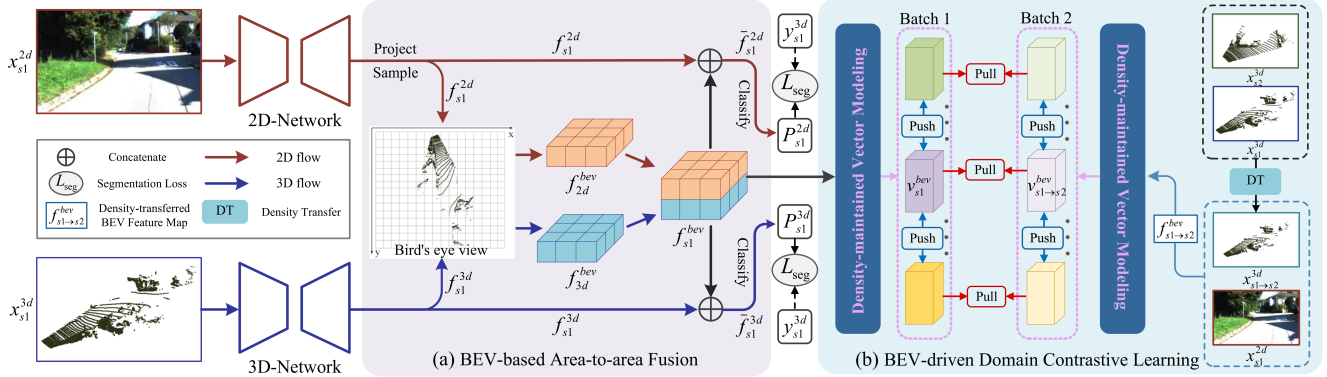 x_{s1}^{2d}
2D-Network
Project
Sample
f_{s1}^{2d}
f_{s1}^{2d}
Concatenate
2D flow
L_{seg}
Segmentation Loss
3D flow
f_{s1→s2}^{bev}
Density-transferred
BEV Feature Map
DT
Density Transfer
x_{s1}^{3d}
3D-Network
x
y
Bird's eye view
f_{s1}^{3d}
f_{s1}^{3d}
f_{2d}^{bev}
f_{3d}^{bev}
f_{s1}^{bev}
(a) BEV-based Area-to-area Fusion
\bar{f}_{s1}^{2d}
Classify
y_{s1}^{3d}
L_{seg}
P_{s1}^{2d}
P_{s1}^{3d}
L_{seg}
y_{s1}^{3d}
Classify
\bar{f}_{s1}^{3d}
Density-maintained Vector Modeling
Batch 1
Batch 2
Pull
Push
Push
v_{s1}^{bev}
Pull
v_{s1→s2}^{bev}
Push
Push
Pull
Density-maintained Vector Modeling
(b) BEV-driven Domain Contrastive Learning
x_{s2}^{3d}
x_{s1}^{3d}
DT
f_{s1→s2}^{bev}
x_{s1→s2}^{3d}
x_{s1}^{2d}